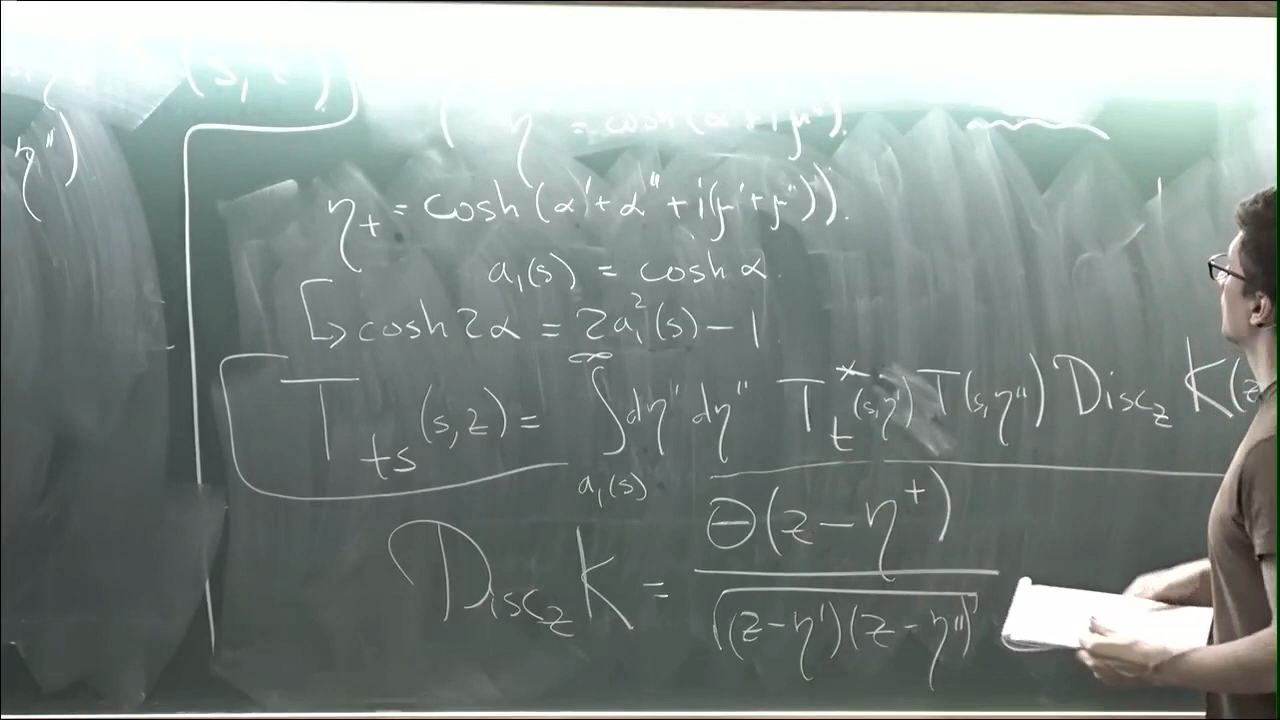 (s, t)
η'')
η = cosh(α + iμ).
η₊ = cosh(α' + α'' + i(μ' + μ'')).
a₁(s) = cosh α.
↳ cosh 2α = 2a₁²(s) − 1
T_ts(s,z) = ∫_{a₁(s)}^∞ dη' dη'' T_t^*(s,η') T(s,η'') Disc_z K(z
Disc_z K = Θ(z − η⁺) / √((z − η')(z − η''))